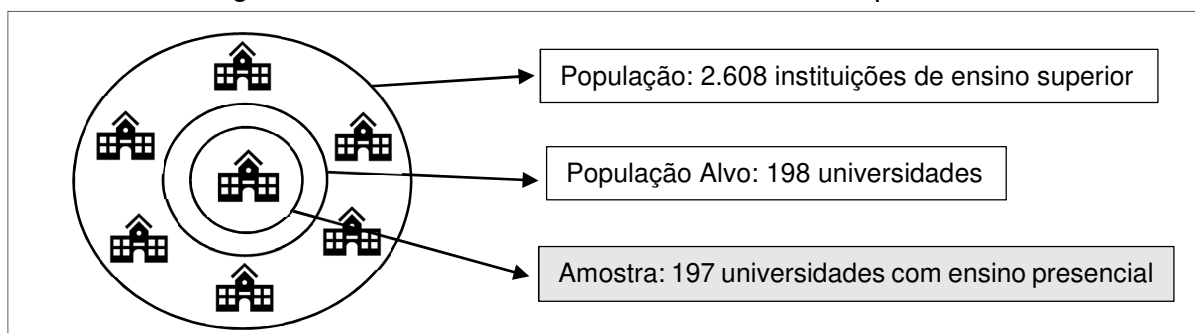 População: 2.608 instituições de ensino superior
População Alvo: 198 universidades
Amostra: 197 universidades com ensino presencial